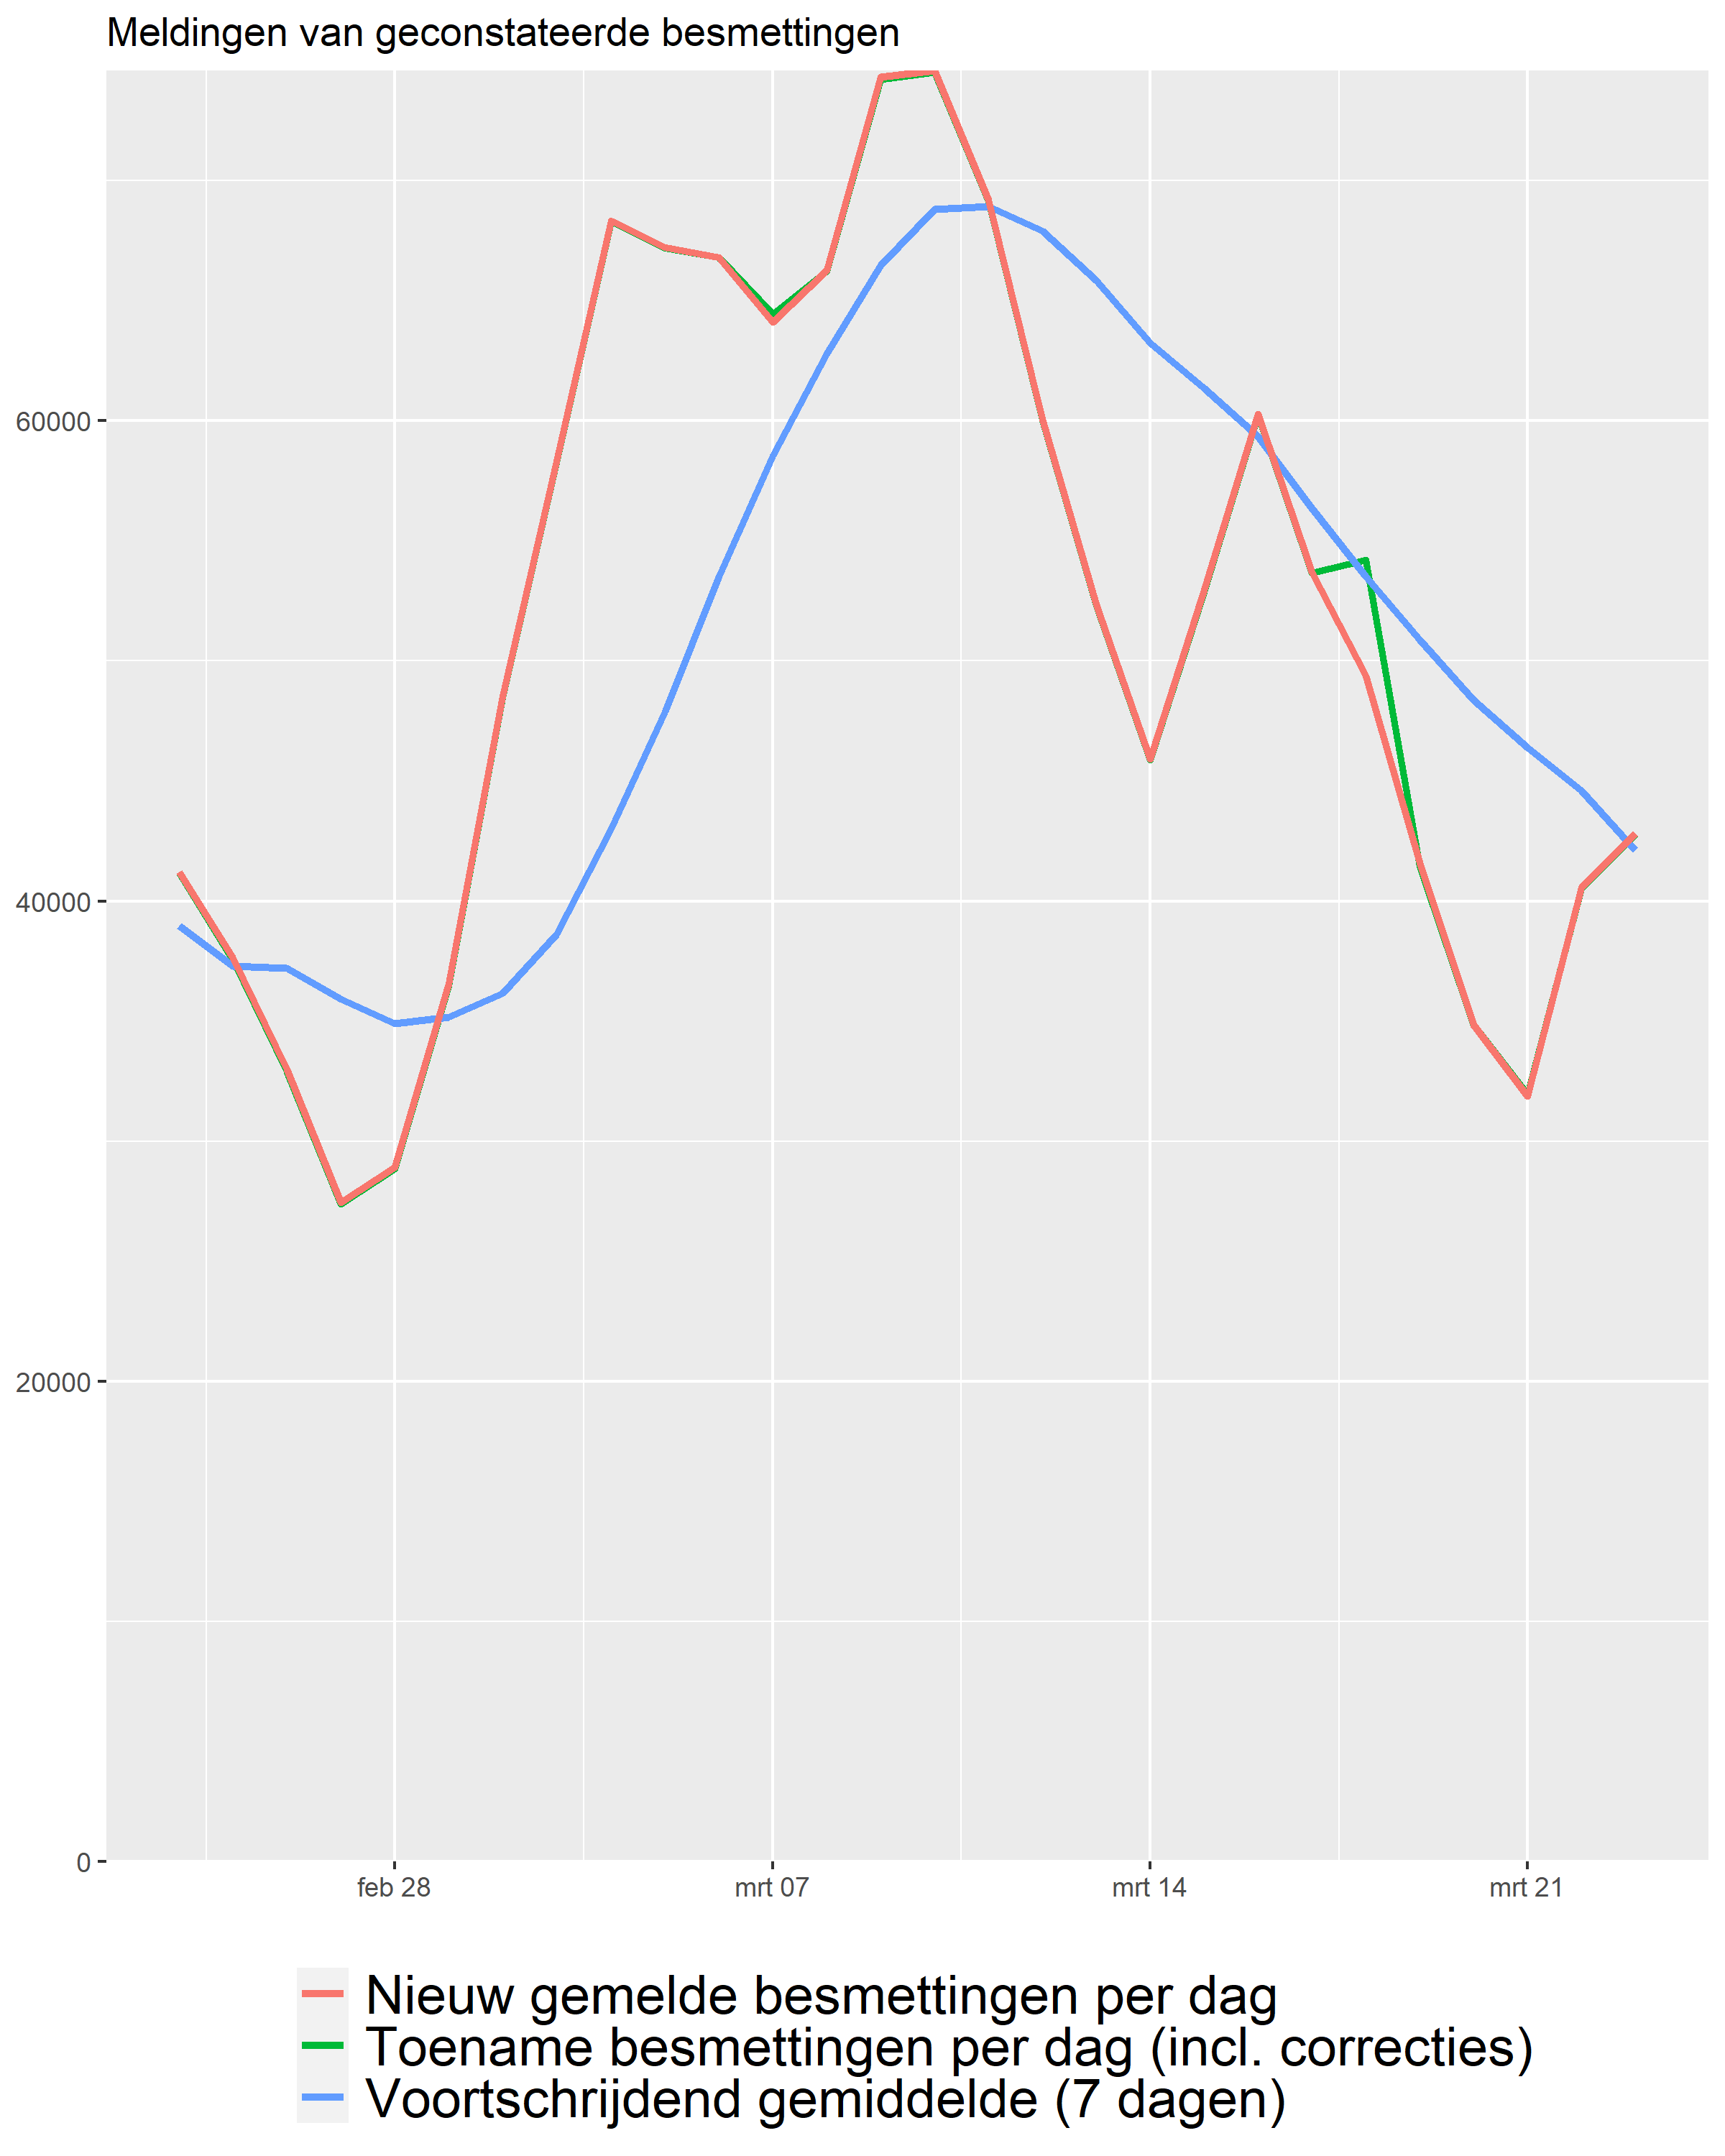 Meldingen van geconstateerde besmettingen
60000
40000
20000
0
feb 28 mrt 07 mrt 14 mrt 21
Nieuw gemelde besmettingen per dag
Toename besmettingen per dag (incl. correcties)
Voortschrijdend gemiddelde (7 dagen)